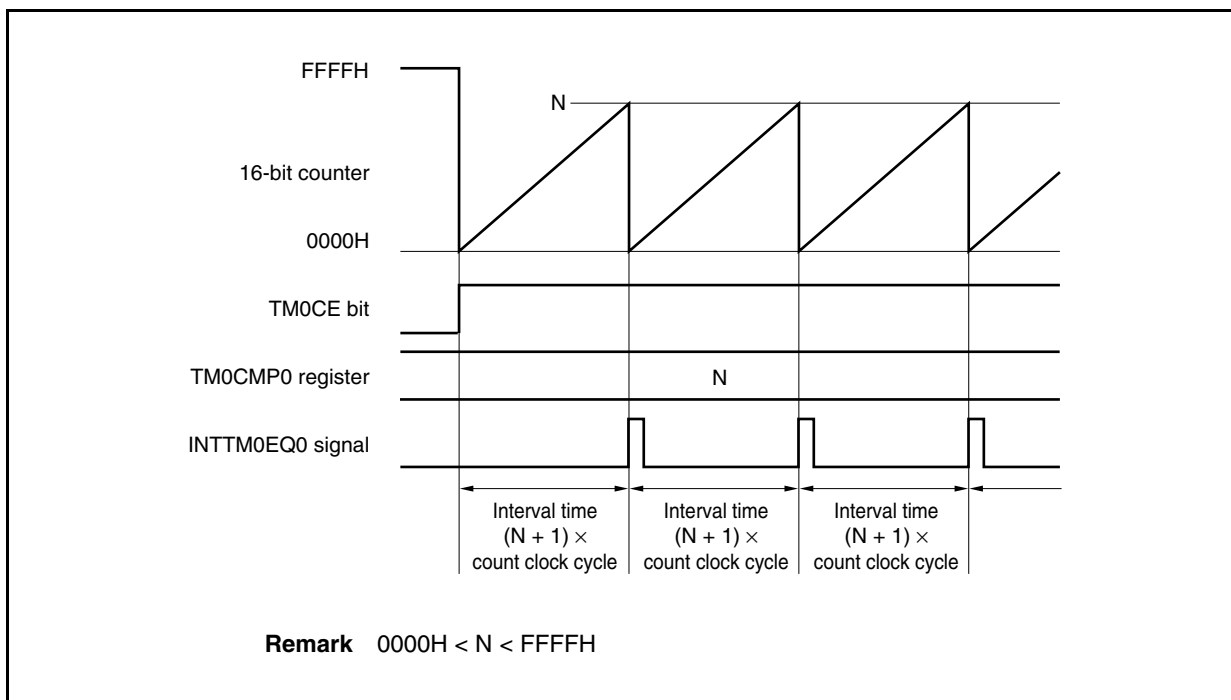 FFFFH
N
16-bit counter
0000H
TM0CE bit
TM0CMP0 register
N
INTTM0EQ0 signal
Interval time
(N + 1) ×
count clock cycle
Interval time
(N + 1) ×
count clock cycle
Interval time
(N + 1) ×
count clock cycle
Remark 0000H < N < FFFFH